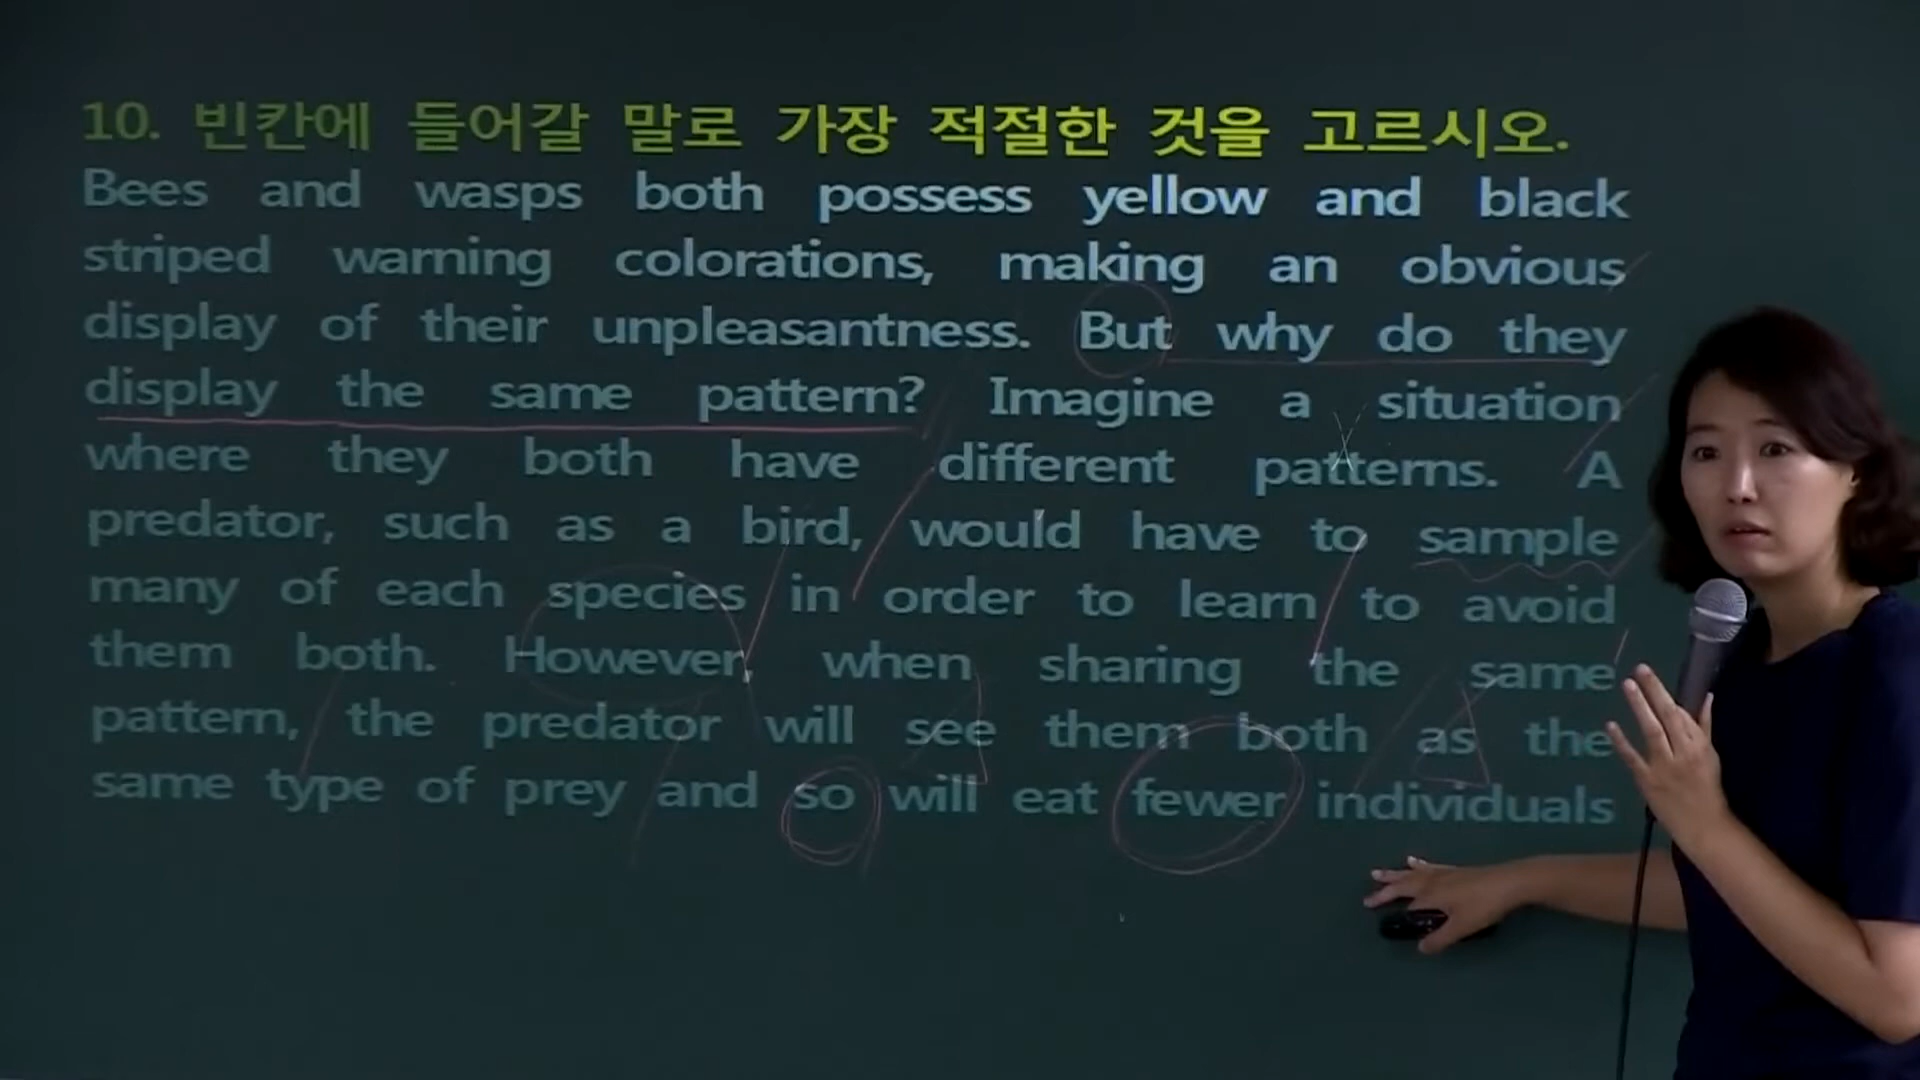 10. 빈칸에 들어갈 말로 가장 적절한 것을 고르시오.
Bees and wasps both possess yellow and black
striped warning colorations, making an obvious
display of their unpleasantness. But why do they
display the same pattern? Imagine a situation
where they both have different patterns. A
predator, such as a bird, would have to sample
many of each species in order to learn to avoid
them both. However, when sharing the same
pattern, the predator will see them both as the
same type of prey and so will eat fewer individuals